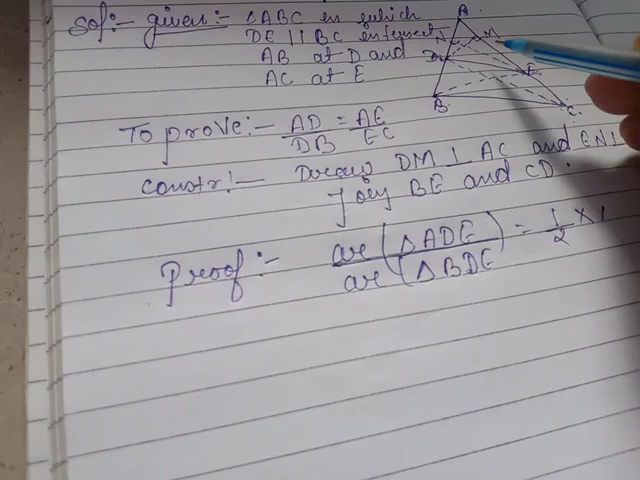 Sol:- given:- △ABC in which
DE || BC intersect
AB at D and
AC at E
A
N M
D E
B C
To prove:- AD/DB = AE/EC
Constr:- Draw DM ⊥ AC and EN ⊥
Join BE and CD.
Proof:- ar(△ADE)/ar(△BDE = 1/2 × 1